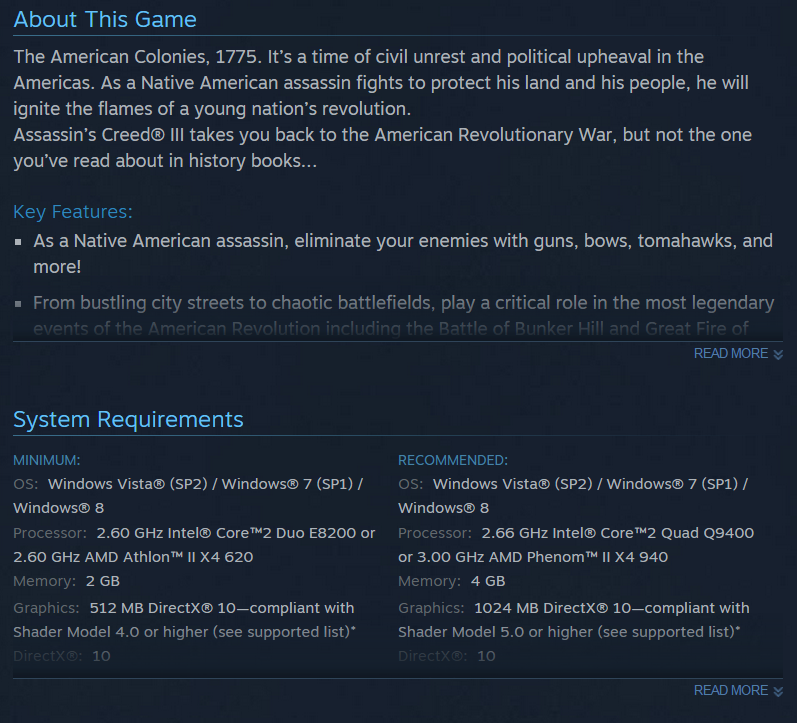 About This Game
The American Colonies, 1775. It's a time of civil unrest and political upheaval in the
Americas. As a Native American assassin fights to protect his land and his people, he will
ignite the flames of a young nation's revolution.
Assassin's Creed® III takes you back to the American Revolutionary War, but not the one
you've read about in history books...
Key Features:
▪ As a Native American assassin, eliminate your enemies with guns, bows, tomahawks, and
more!
▪ From bustling city streets to chaotic battlefields, play a critical role in the most legendary
events of the American Revolution including the Battle of Bunker Hill and Great Fire of
READ MORE
System Requirements
MINIMUM:
OS: Windows Vista® (SP2) / Windows® 7 (SP1) /
Windows® 8
Processor: 2.60 GHz Intel® Core™2 Duo E8200 or
2.60 GHz AMD Athlon™ II X4 620
Memory: 2 GB
Graphics: 512 MB DirectX® 10—compliant with
Shader Model 4.0 or higher (see supported list)*
DirectX®: 10
RECOMMENDED:
OS: Windows Vista® (SP2) / Windows® 7 (SP1) /
Windows® 8
Processor: 2.66 GHz Intel® Core™2 Quad Q9400
or 3.00 GHz AMD Phenom™ II X4 940
Memory: 4 GB
Graphics: 1024 MB DirectX® 10—compliant with
Shader Model 5.0 or higher (see supported list)*
DirectX®: 10
READ MORE